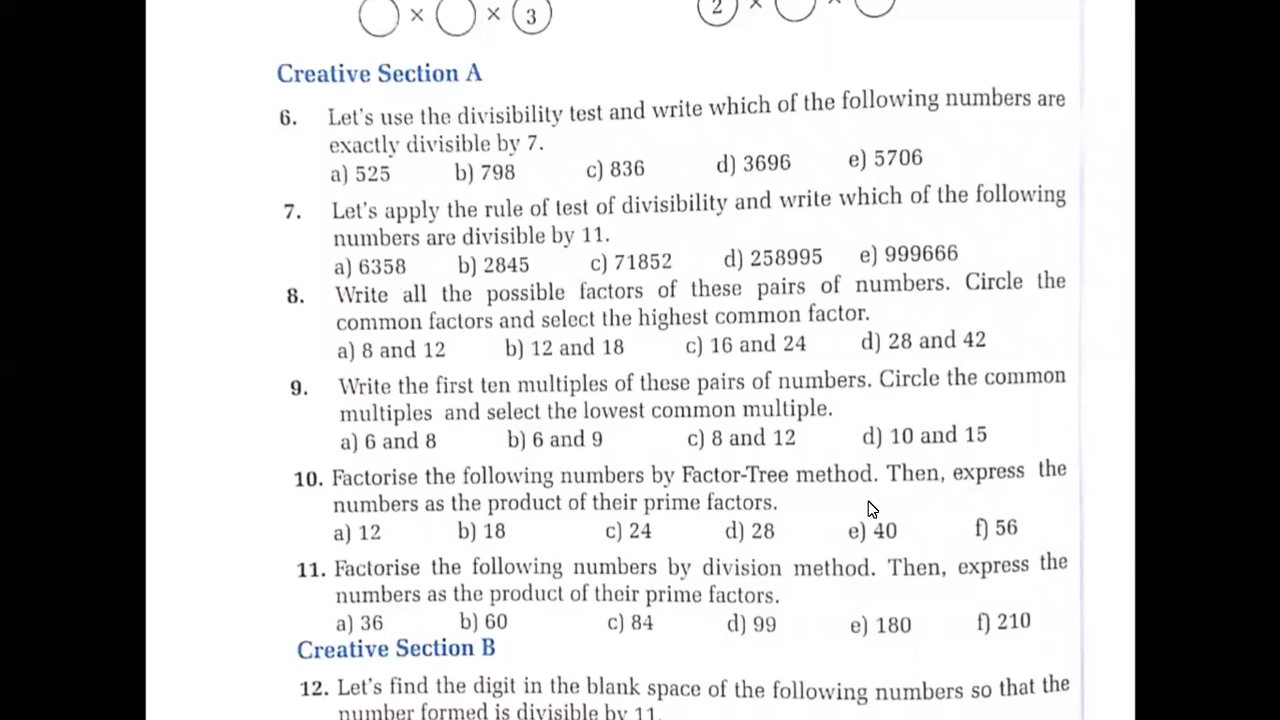 × × 3 2 × ×
Creative Section A
6. Let's use the divisibility test and write which of the following numbers are
exactly divisible by 7.
a) 525 b) 798 c) 836 d) 3696 e) 5706
7. Let's apply the rule of test of divisibility and write which of the following
numbers are divisible by 11.
a) 6358 b) 2845 c) 71852 d) 258995 e) 999666
8. Write all the possible factors of these pairs of numbers. Circle the
common factors and select the highest common factor.
a) 8 and 12 b) 12 and 18 c) 16 and 24 d) 28 and 42
9. Write the first ten multiples of these pairs of numbers. Circle the common
multiples and select the lowest common multiple.
a) 6 and 8 b) 6 and 9 c) 8 and 12 d) 10 and 15
10. Factorise the following numbers by Factor-Tree method. Then, express the
numbers as the product of their prime factors.
a) 12 b) 18 c) 24 d) 28 e) 40 f) 56
11. Factorise the following numbers by division method. Then, express the
numbers as the product of their prime factors.
a) 36 b) 60 c) 84 d) 99 e) 180 f) 210
Creative Section B
12. Let's find the digit in the blank space of the following numbers so that the
number formed is divisible by 11.